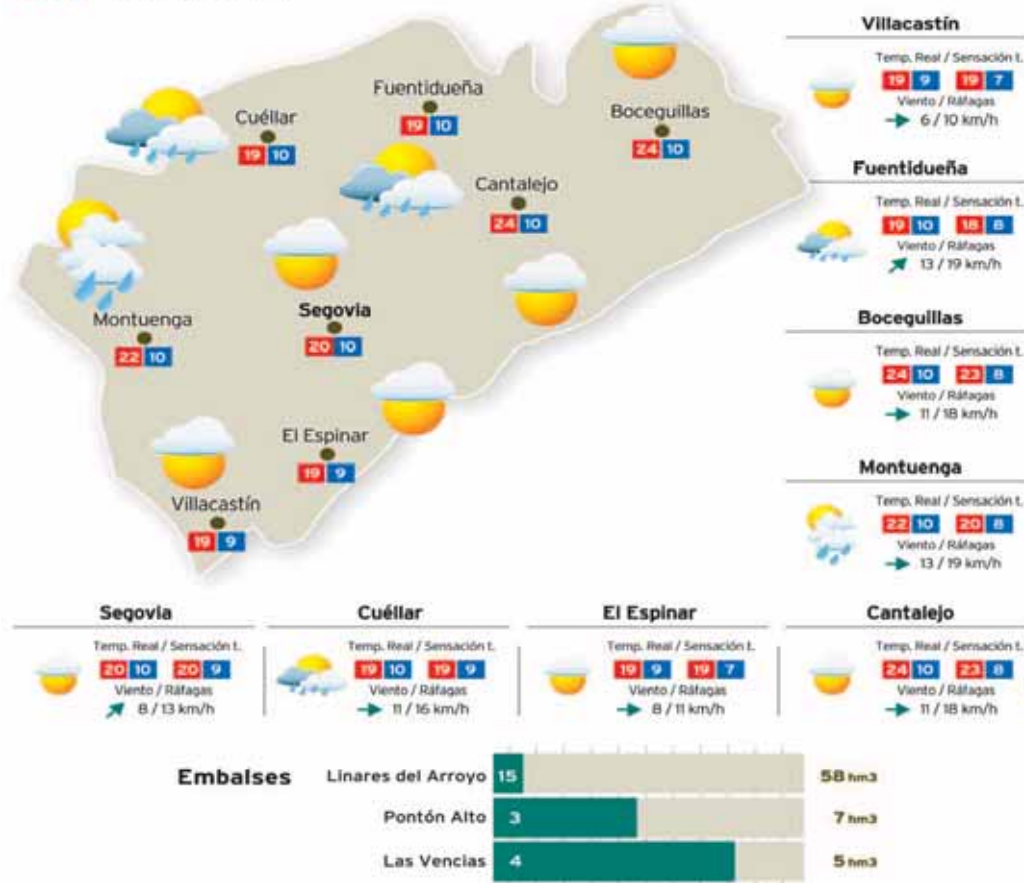 Fuentidueña
19 10
Cuéllar
19 10
Boceguillas
24 10
Cantalejo
24 10
Segovia
20 10
Montuenga
22 10
El Espinar
19 9
Villacastín
19 9
Villacastín
Temp. Real / Sensación t.
19 9 19 7
Viento / Ráfagas
6 / 10 km/h
Fuentidueña
Temp. Real / Sensación t.
19 10 18 8
Viento / Ráfagas
13 / 19 km/h
Boceguillas
Temp. Real / Sensación t.
24 10 23 8
Viento / Ráfagas
11 / 18 km/h
Montuenga
Temp. Real / Sensación t.
22 10 20 8
Viento / Ráfagas
13 / 19 km/h
Segovia
Temp. Real / Sensación t.
20 10 20 9
Viento / Ráfagas
8 / 13 km/h
Cuéllar
Temp. Real / Sensación t.
19 10 19 9
Viento / Ráfagas
11 / 16 km/h
El Espinar
Temp. Real / Sensación t.
19 9 19 7
Viento / Ráfagas
8 / 11 km/h
Cantalejo
Temp. Real / Sensación t.
24 10 23 8
Viento / Ráfagas
11 / 18 km/h
Embalses
Linares del Arroyo 15 58 hm3
Pontón Alto 3 7 hm3
Las Vencias 4 5 hm3